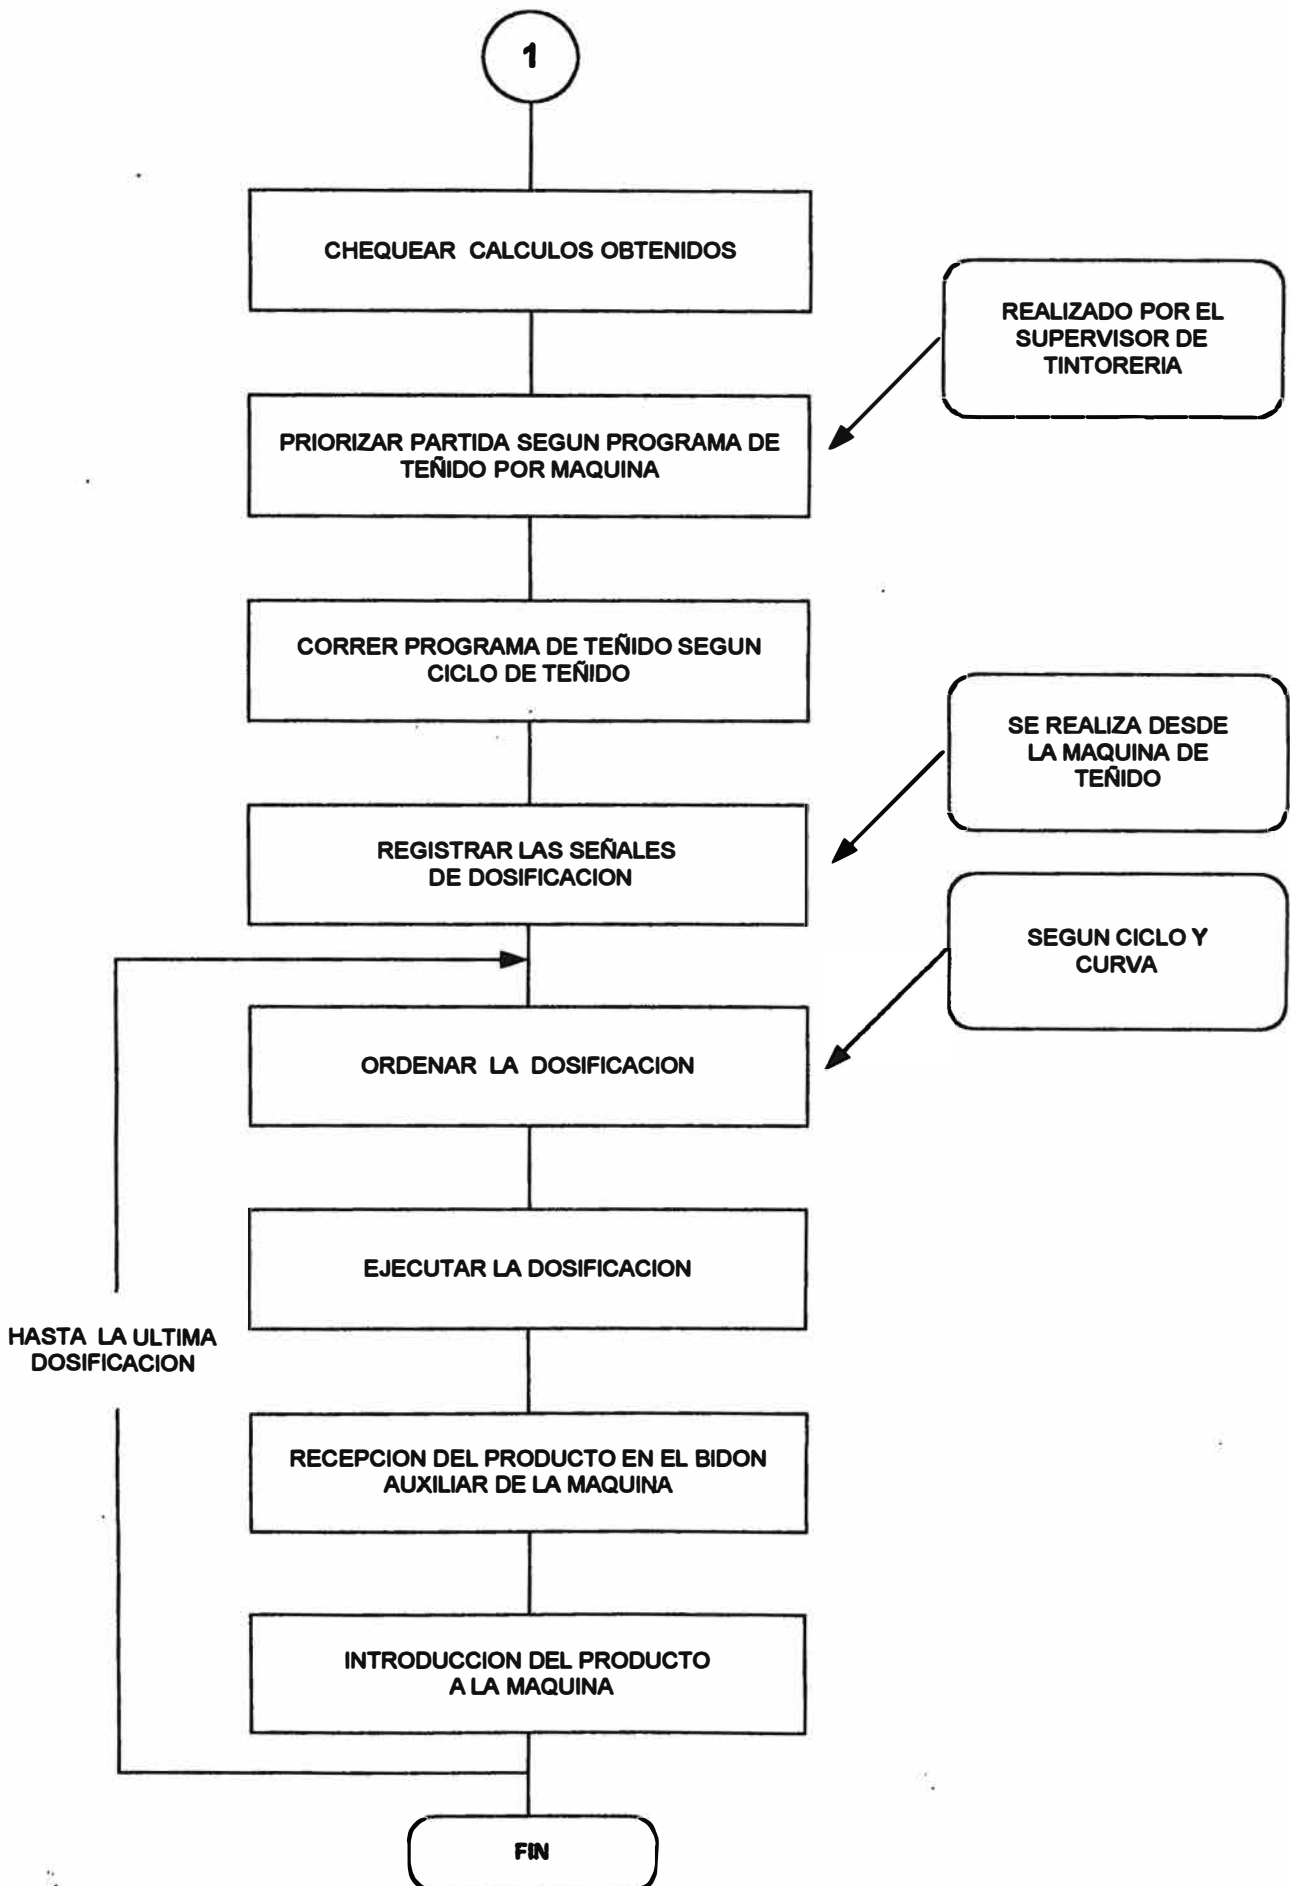 1
CHEQUEAR CALCULOS OBTENIDOS
REALIZADO POR EL
SUPERVISOR DE
TINTORERIA
PRIORIZAR PARTIDA SEGUN PROGRAMA DE
TEÑIDO POR MAQUINA
CORRER PROGRAMA DE TEÑIDO SEGUN
CICLO DE TEÑIDO
SE REALIZA DESDE
LA MAQUINA DE
TEÑIDO
REGISTRAR LAS SEÑALES
DE DOSIFICACION
SEGUN CICLO Y
CURVA
ORDENAR LA DOSIFICACION
EJECUTAR LA DOSIFICACION
HASTA LA ULTIMA
DOSIFICACION
RECEPCION DEL PRODUCTO EN EL BIDON
AUXILIAR DE LA MAQUINA
INTRODUCCION DEL PRODUCTO
A LA MAQUINA
FIN